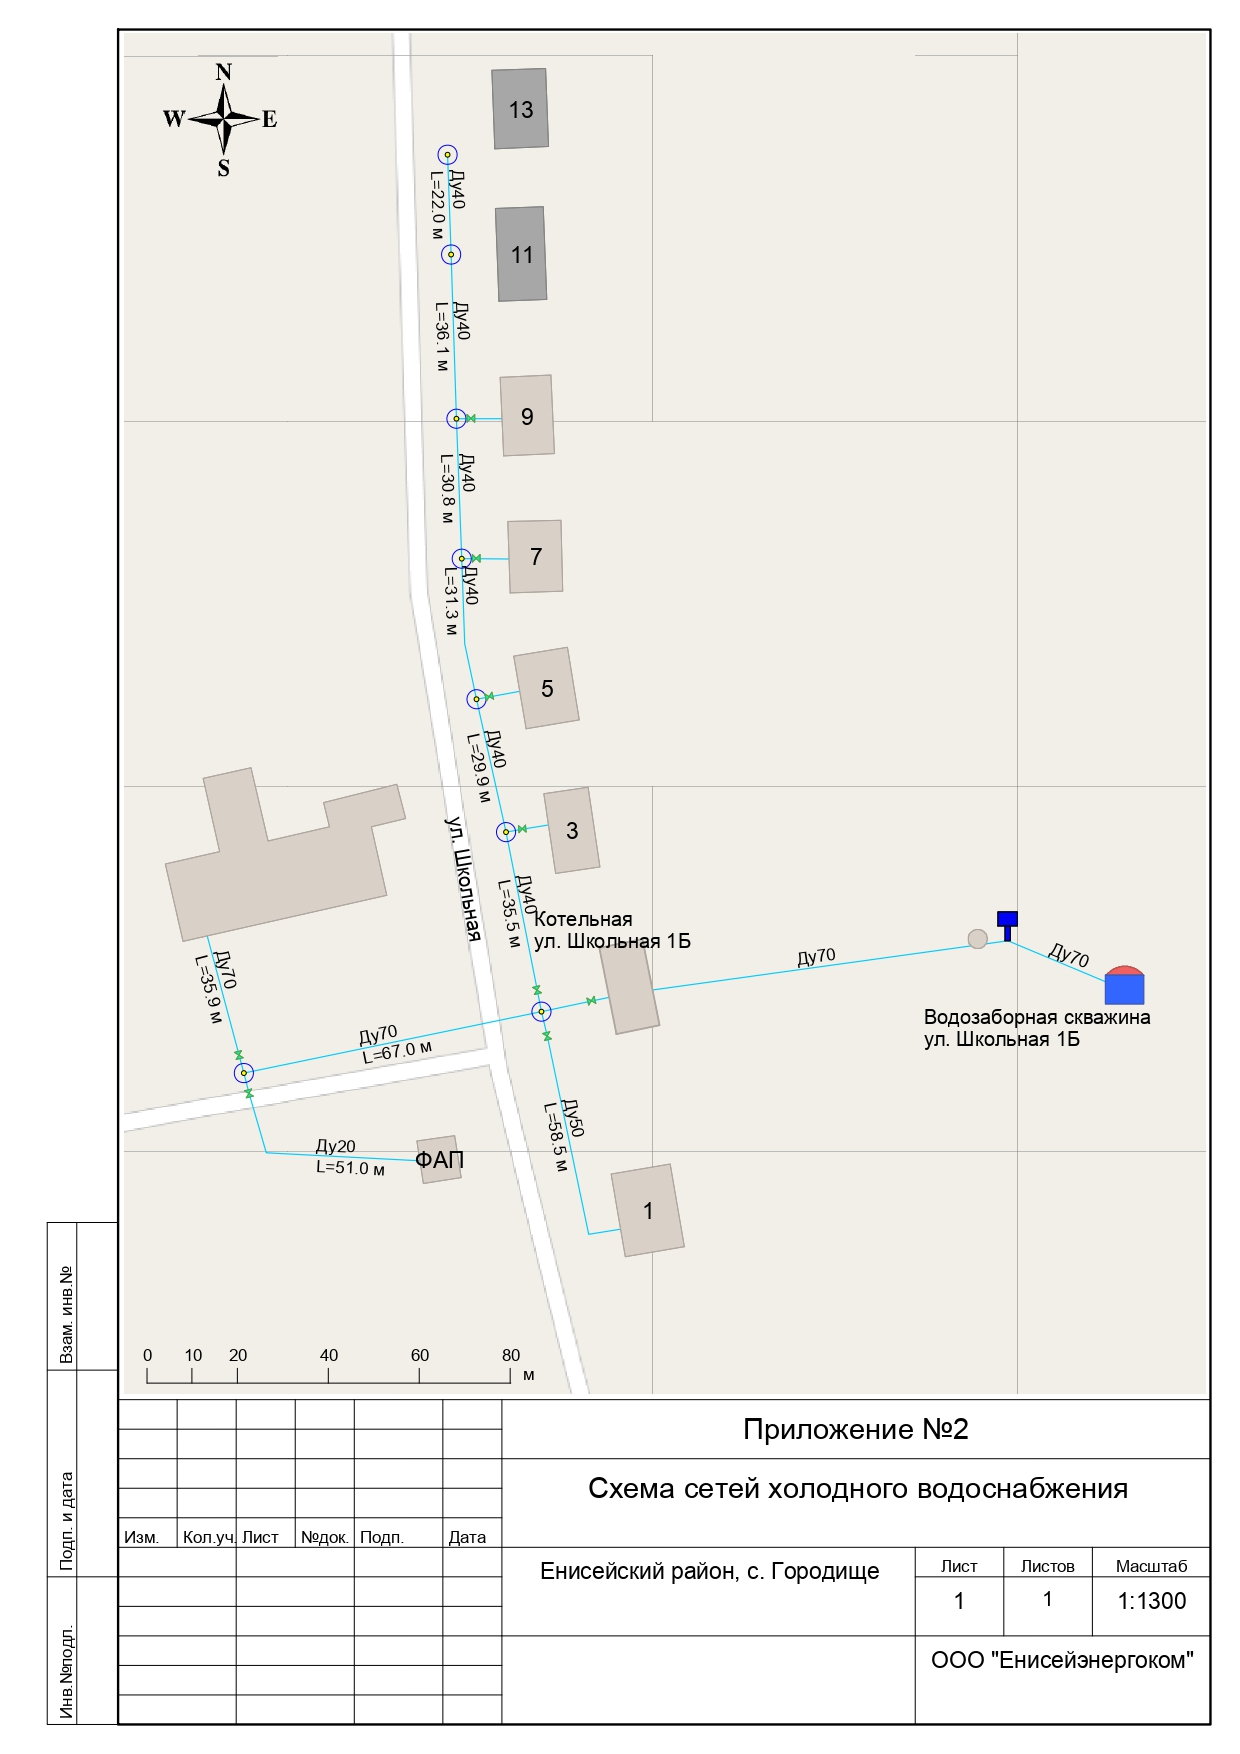 N
W E
S
13
Ду40
L=22.0 м
11
Ду40
L=36.1 м
9
Ду40
L=30.8 м
7
Ду40
L=31.3 м
5
Ду40
L=29.9 м
3
ул. Школьная
Ду40
L=35.5 м
Котельная
ул. Школьная 1Б
Ду70
Ду70
Водозаборная скважина
ул. Школьная 1Б
Ду70
L=35.9 м
Ду70
L=67.0 м
Ду50
L=58.5 м
Ду20
L=51.0 м
ФАП
1
0 10 20 40 60 80
м
Взам. инв.№
Подп. и дата
Инв.№подл.
Приложение №2
Схема сетей холодного водоснабжения
Изм. Кол.уч. Лист №док. Подп. Дата
Енисейский район, с. Городище
Лист Листов Масштаб
1 1 1:1300
ООО "Енисейэнергоком"